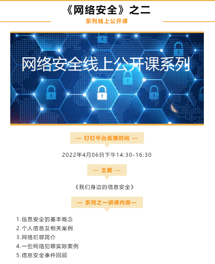 《网络安全》之二
系列线上公开课
网络安全线上公开课系列
— 钉钉平台直播时间 —
2022年4月06日下午14:30-16:30
— 主题 —
《我们身边的信息安全》
— 系列之一授课内容—
1.信息安全的基本概念
2.个人信息及相关案例
3.网络犯罪简介
4.一些网络犯罪实际案例
5.信息安全事件回回